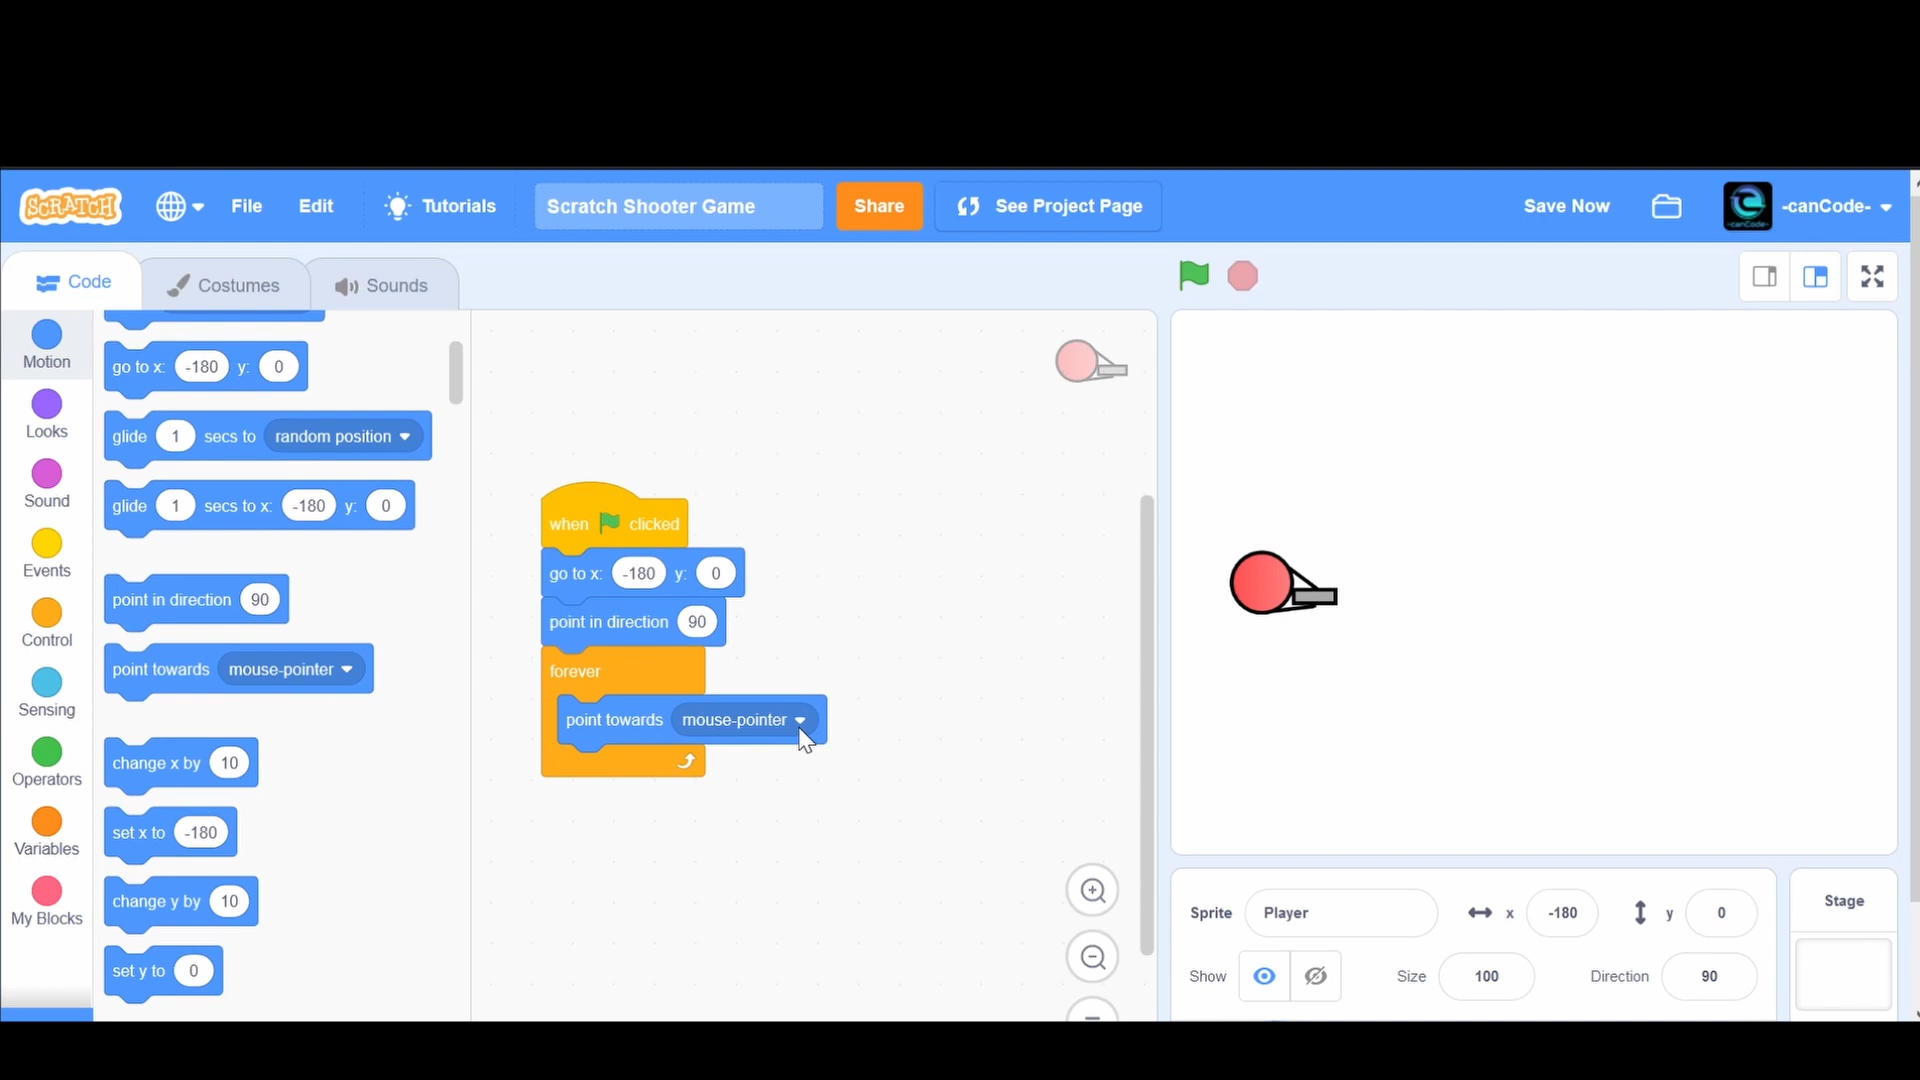 SCRATCH File Edit Tutorials Scratch Shooter Game Share See Project Page Save Now -canCode-
Code Costumes Sounds
Motion
Looks
Sound
Events
Control
Sensing
Operators
Variables
My Blocks
go to x: -180 y: 0
glide 1 secs to random position
glide 1 secs to x: -180 y: 0
point in direction 90
point towards mouse-pointer
change x by 10
set x to -180
change y by 10
set y to 0
when clicked
go to x: -180 y: 0
point in direction 90
forever
point towards mouse-pointer
Sprite Player x -180 y 0
Show Size 100 Direction 90
Stage